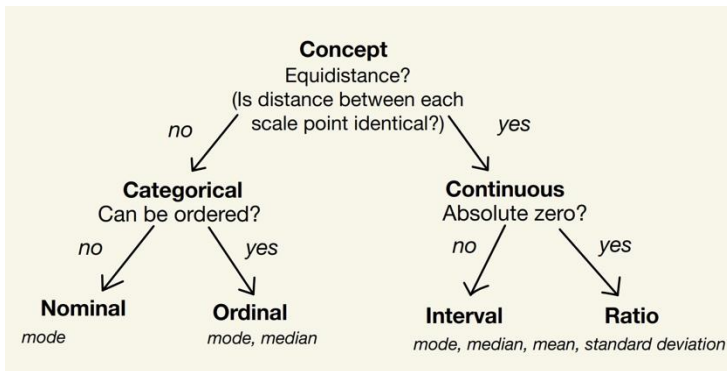 Concept
Equidistance?
(Is distance between each
scale point identical?)
no
yes
Categorical
Can be ordered?
Continuous
Absolute zero?
no
yes
no
yes
Nominal
mode
Ordinal
mode, median
Interval
Ratio
mode, median, mean, standard deviation